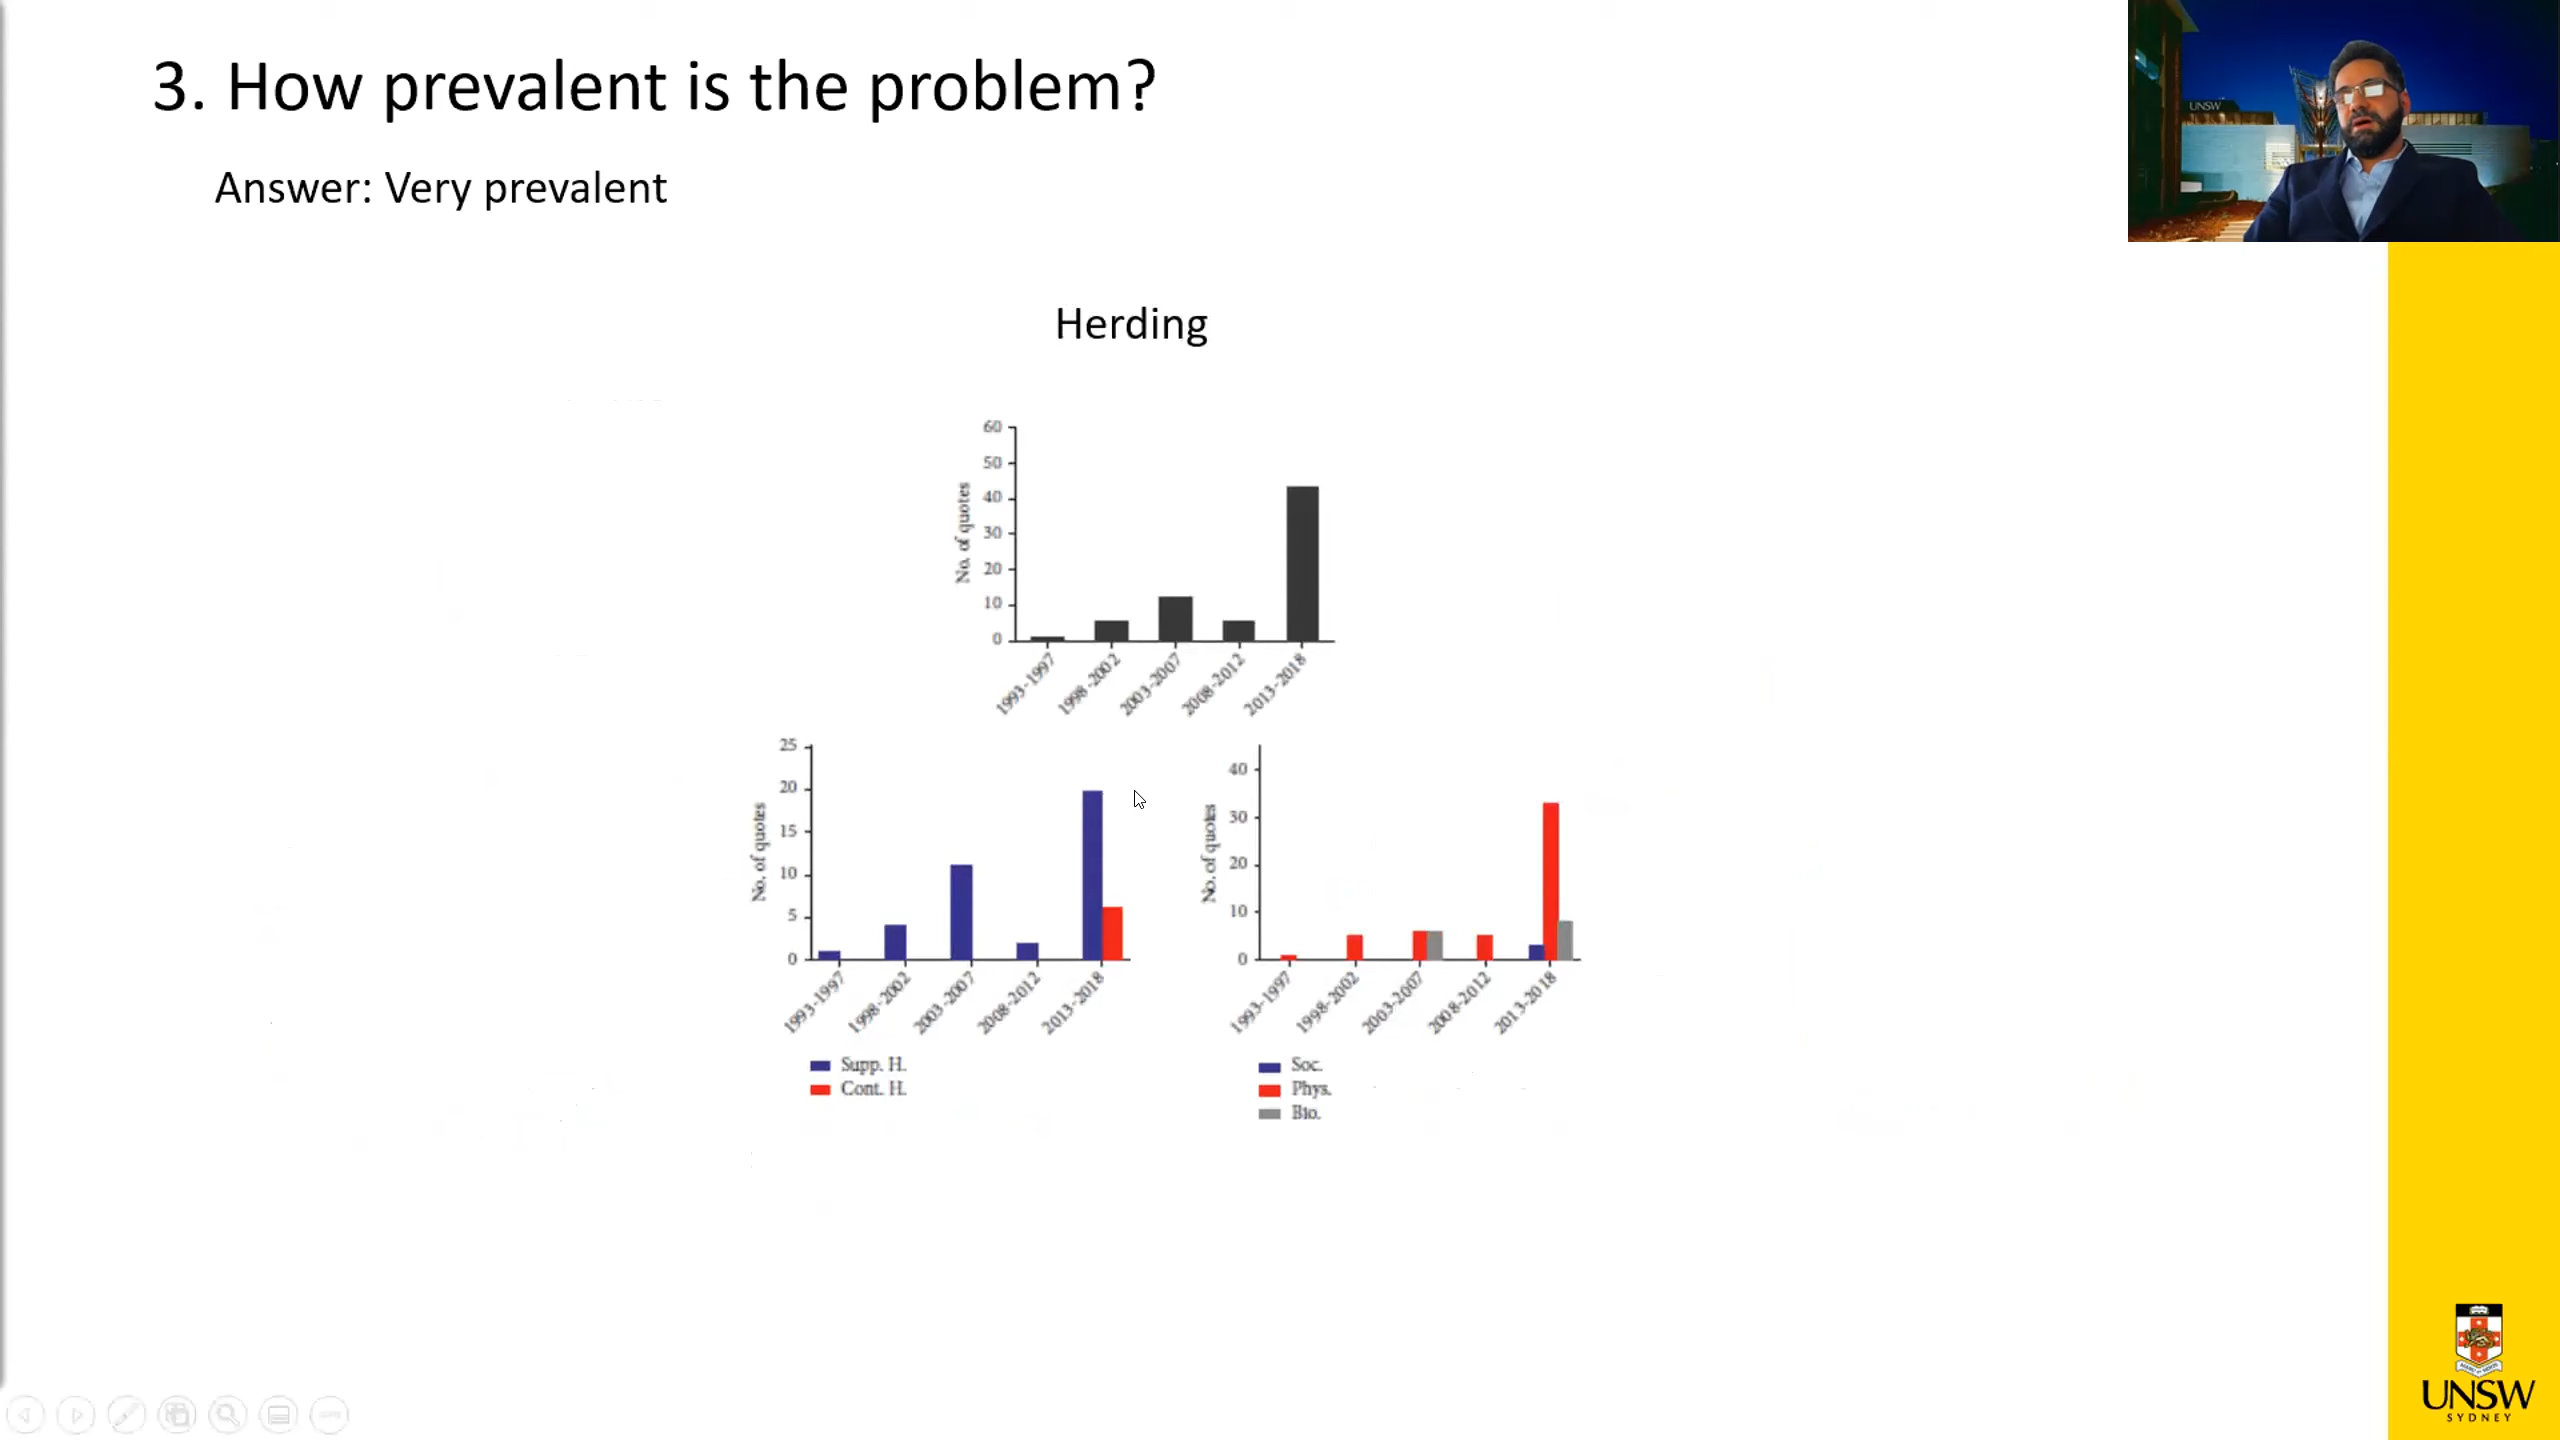 3. How prevalent is the problem?
Answer: Very prevalent
UNSW
Herding
60
50
40
30
20
10
0
No. of quotes
1993-1997
1998-2002
2003-2007
2008-2012
2013-2018
25
20
15
10
5
0
No. of quotes
1993-1997
1998-2002
2003-2007
2008-2012
2013-2018
Supp. H.
Cont. H.
40
30
20
10
0
No. of quotes
1993-1997
1998-2002
2003-2007
2008-2012
2013-2018
Soc.
Phys.
Bio.
UNSW
SYDNEY